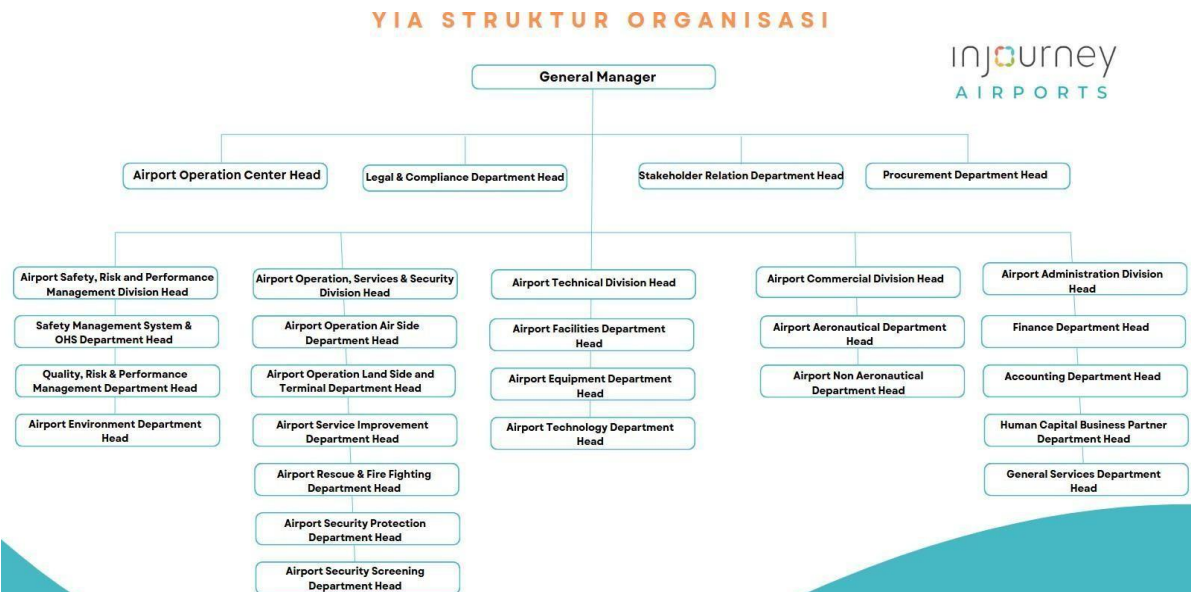 YIA STRUKTUR ORGANISASI
injourney
AIRPORTS
General Manager
Airport Operation Center Head
Legal & Compliance Department Head
Stakeholder Relation Department Head
Procurement Department Head
Airport Safety, Risk and Performance
Management Division Head
Safety Management System &
OHS Department Head
Quality, Risk & Performance
Management Department Head
Airport Environment Department
Head
Airport Operation, Services & Security
Division Head
Airport Operation Air Side
Department Head
Airport Operation Land Side and
Terminal Department Head
Airport Service Improvement
Department Head
Airport Rescue & Fire Fighting
Department Head
Airport Security Protection
Department Head
Airport Security Screening
Department Head
Airport Technical Division Head
Airport Facilities Department
Head
Airport Equipment Department
Head
Airport Technology Department
Head
Airport Commercial Division Head
Airport Aeronautical Department
Head
Airport Non Aeronautical
Department Head
Airport Administration Division
Head
Finance Department Head
Accounting Department Head
Human Capital Business Partner
Department Head
General Services Department
Head